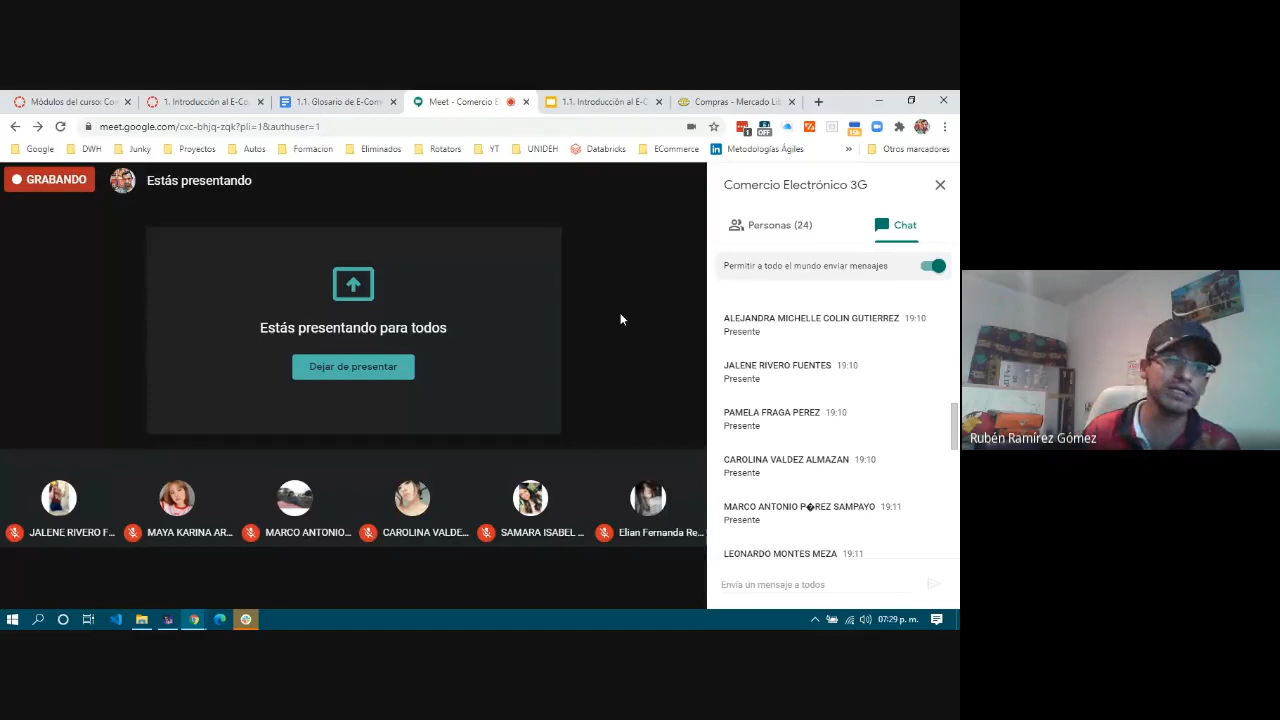 Módulos del curso: Com
1. Introducción al E-Co
1.1. Glosario de E-Com
Meet - Comercio E
1.1. Introducción al E-C
Compras - Mercado Lib
meet.google.com/cxc-bhjq-zqk?pli=1&authuser=1
Google
DWH
Junky
Proyectos
Autos
Formacion
Eliminados
Rotators
YT
UNIDEH
Databricks
ECommerce
Metodologías Ágiles
»
Otros marcadores
GRABANDO
Estás presentando
Comercio Electrónico 3G
Personas (24)
Chat
Permitir a todo el mundo enviar mensajes
Estás presentando para todos
Dejar de presentar
ALEJANDRA MICHELLE COLIN GUTIERREZ 19:10
Presente
JALENE RIVERO FUENTES 19:10
Presente
PAMELA FRAGA PEREZ 19:10
Presente
CAROLINA VALDEZ ALMAZAN 19:10
Presente
MARCO ANTONIO P�REZ SAMPAYO 19:11
Presente
LEONARDO MONTES MEZA 19:11
Envía un mensaje a todos
JALENE RIVERO F...
MAYA KARINA AR...
MARCO ANTONIO...
CAROLINA VALDE...
SAMARA ISABEL ...
Elian Fernanda Re...
Rubén Ramírez Gómez
07:29 p. m.